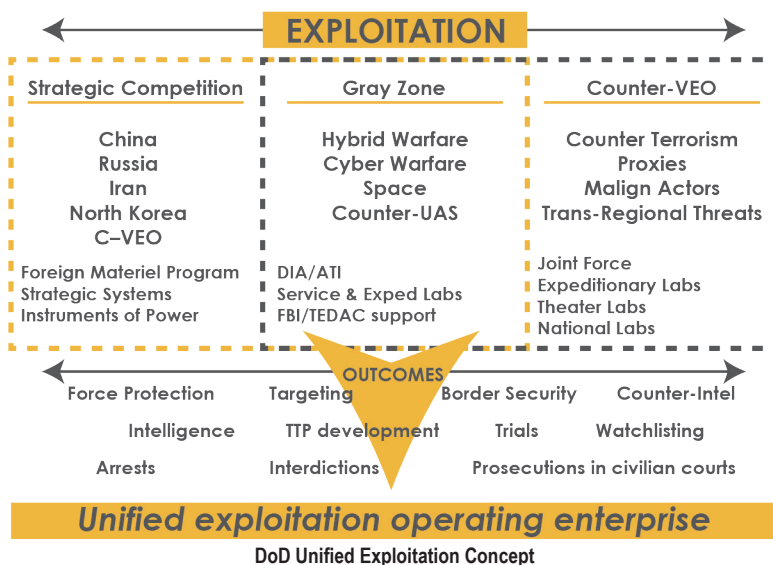 EXPLOITATION
Strategic Competition
China
Russia
Iran
North Korea
C–VEO
Foreign Materiel Program
Strategic Systems
Instruments of Power
Gray Zone
Hybrid Warfare
Cyber Warfare
Space
Counter-UAS
DIA/ATI
Service & Exped Labs
FBI/TEDAC support
Counter-VEO
Counter Terrorism
Proxies
Malign Actors
Trans-Regional Threats
Joint Force
Expeditionary Labs
Theater Labs
National Labs
OUTCOMES
Force Protection Targeting Border Security Counter-Intel
Intelligence TTP development Trials Watchlisting
Arrests Interdictions Prosecutions in civilian courts
Unified exploitation operating enterprise
DoD Unified Exploitation Concept